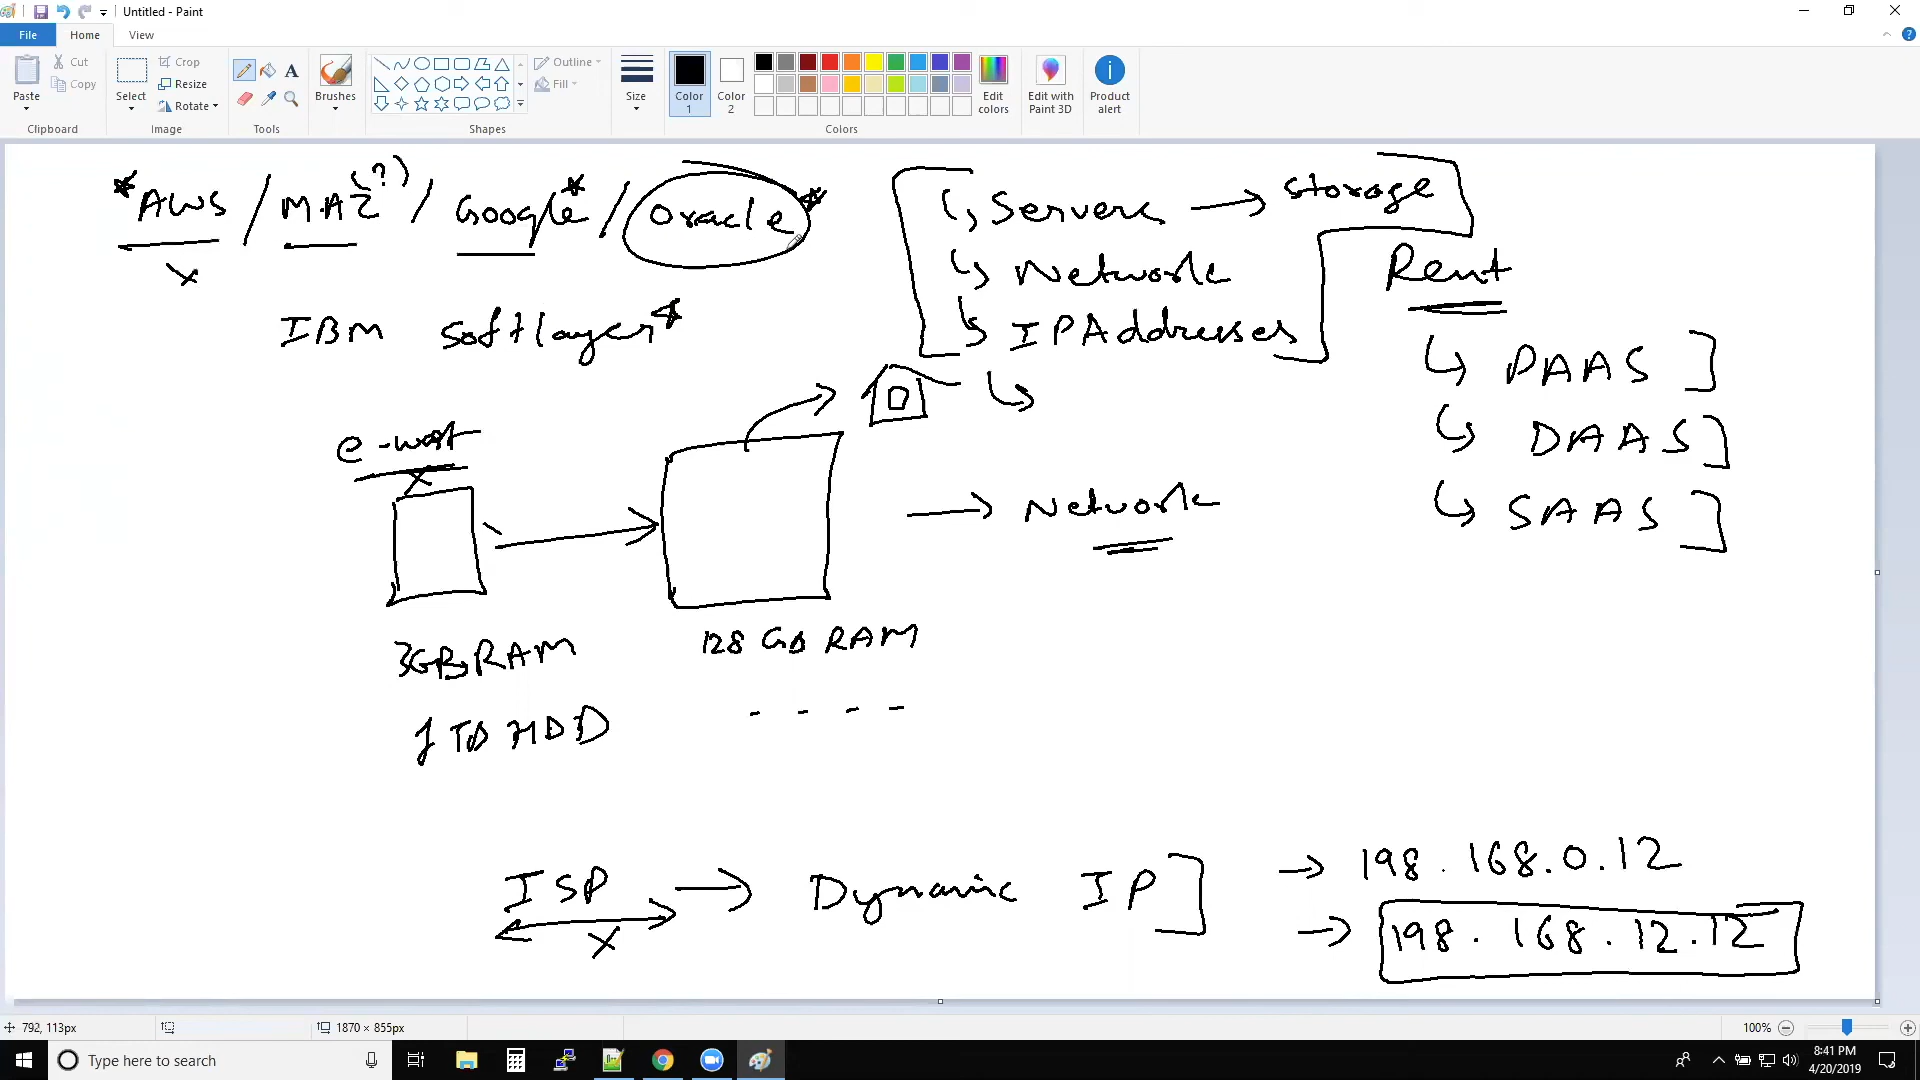 Untitled - Paint
File Home View
Paste
Cut
Copy
Clipboard
Select
Crop
Resize
Rotate
Image
Tools
Brushes
Shapes
Outline
Fill
Size
Color 1
Color 2
Edit colors
Colors
Edit with Paint 3D
Product alert
*AWS / MAZ (?) / Google* / Oracle*
x
IBM Softlayer*
Servers → Storage
Network
IPAddresses
Rent
PAAS ]
DAAS ]
SAAS ]
e-wast
x
→ Network
3GB RAM
128 GB RAM
1 TB HDD
- - - -
ISP → Dynamic IP ]
x
→ 198.168.0.12
→ 198.168.12.12
792, 113px
1870 × 855px
100%
Type here to search
8:41 PM
4/20/2019